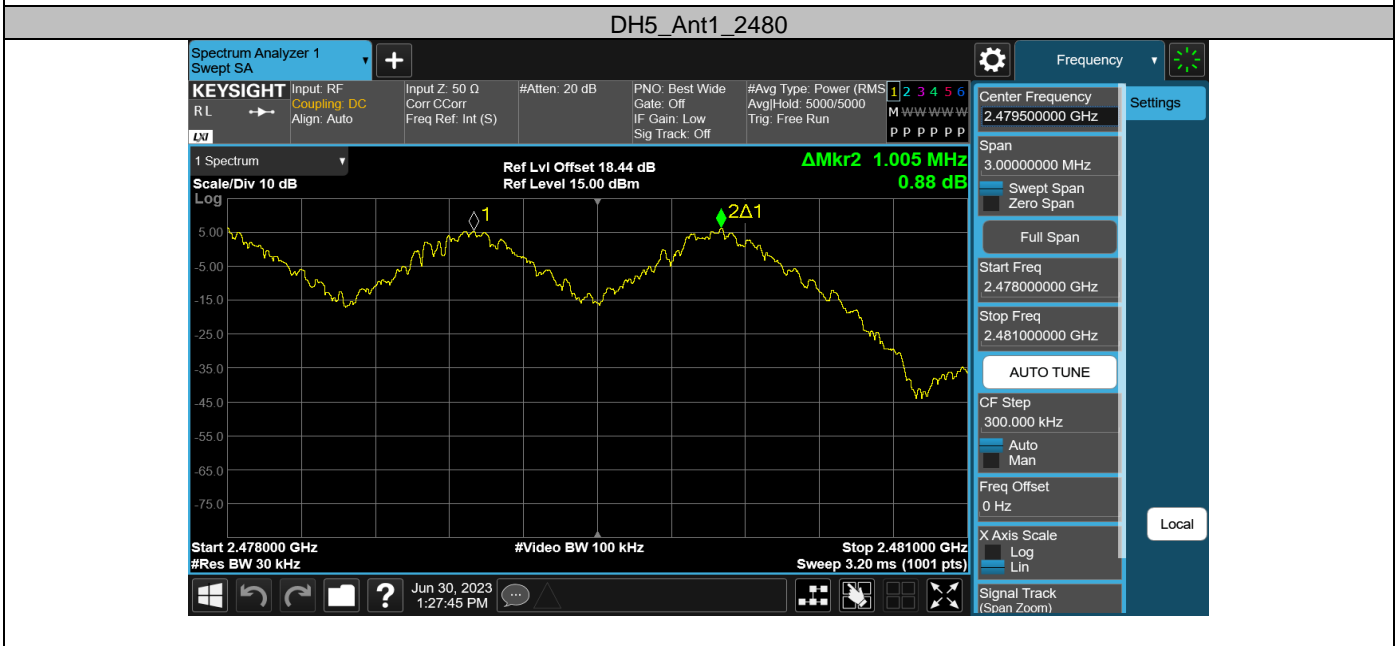 DH5_Ant1_2480
Spectrum Analyzer 1
Swept SA
Frequency
KEYSIGHT
RL
LXI
Input: RF
Coupling: DC
Align: Auto
Input Z: 50 Ω
Corr CCorr
Freq Ref: Int (S)
#Atten: 20 dB
PNO: Best Wide
Gate: Off
IF Gain: Low
Sig Track: Off
#Avg Type: Power (RMS
Avg|Hold: 5000/5000
Trig: Free Run
1 2 3 4 5 6
M W W W W W
P P P P P P
1 Spectrum
Scale/Div 10 dB
Log
Ref Lvl Offset 18.44 dB
Ref Level 15.00 dBm
ΔMkr2 1.005 MHz
0.88 dB
1
2Δ1
5.00
-5.00
-15.0
-25.0
-35.0
-45.0
-55.0
-65.0
-75.0
Start 2.478000 GHz
#Res BW 30 kHz
#Video BW 100 kHz
Stop 2.481000 GHz
Sweep 3.20 ms (1001 pts)
Center Frequency
2.479500000 GHz
Span
3.00000000 MHz
Swept Span
Zero Span
Full Span
Start Freq
2.478000000 GHz
Stop Freq
2.481000000 GHz
AUTO TUNE
CF Step
300.000 kHz
Auto
Man
Freq Offset
0 Hz
X Axis Scale
Log
Lin
Signal Track
(Span Zoom)
Settings
Local
?
Jun 30, 2023
1:27:45 PM